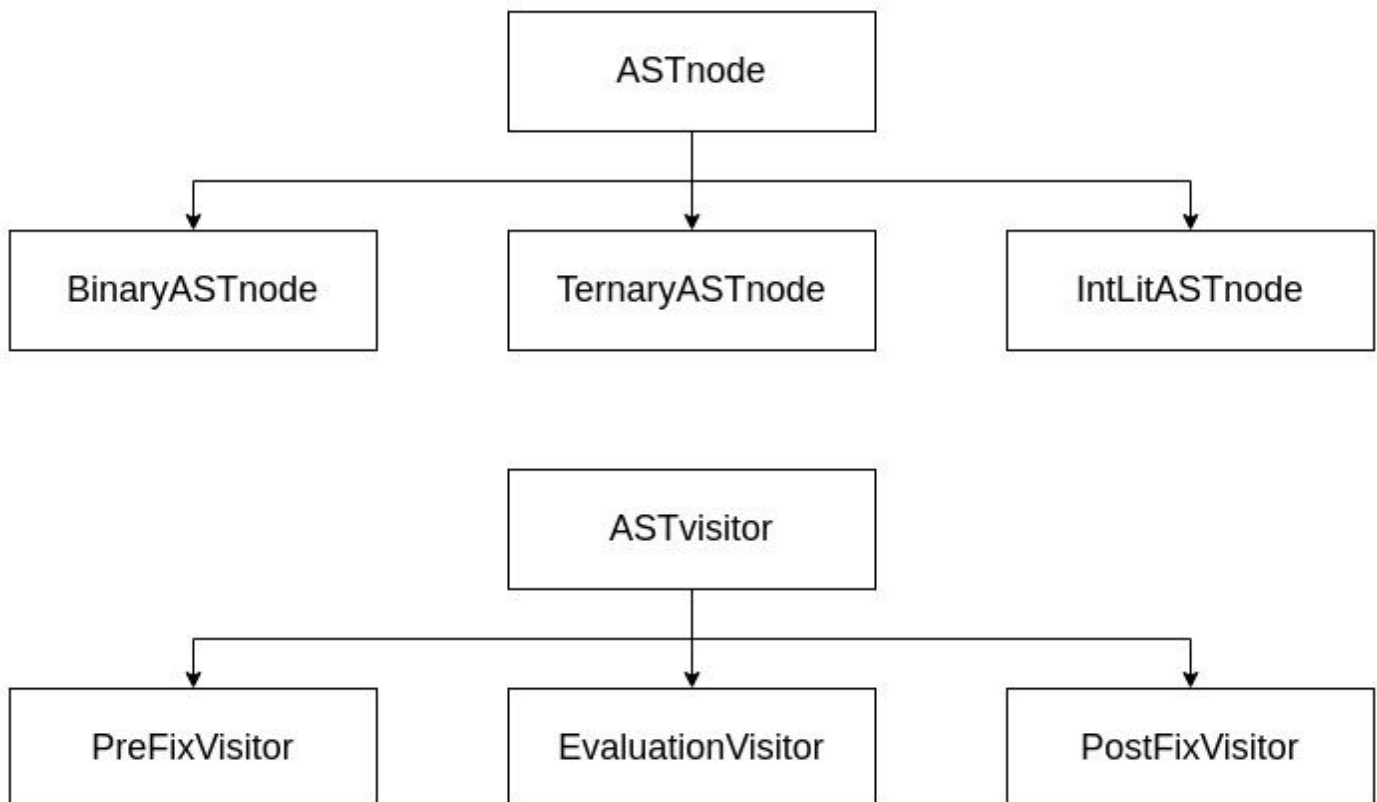 ASTnode
BinaryASTnode
TernaryASTnode
IntLitASTnode
ASTvisitor
PreFixVisitor
EvaluationVisitor
PostFixVisitor